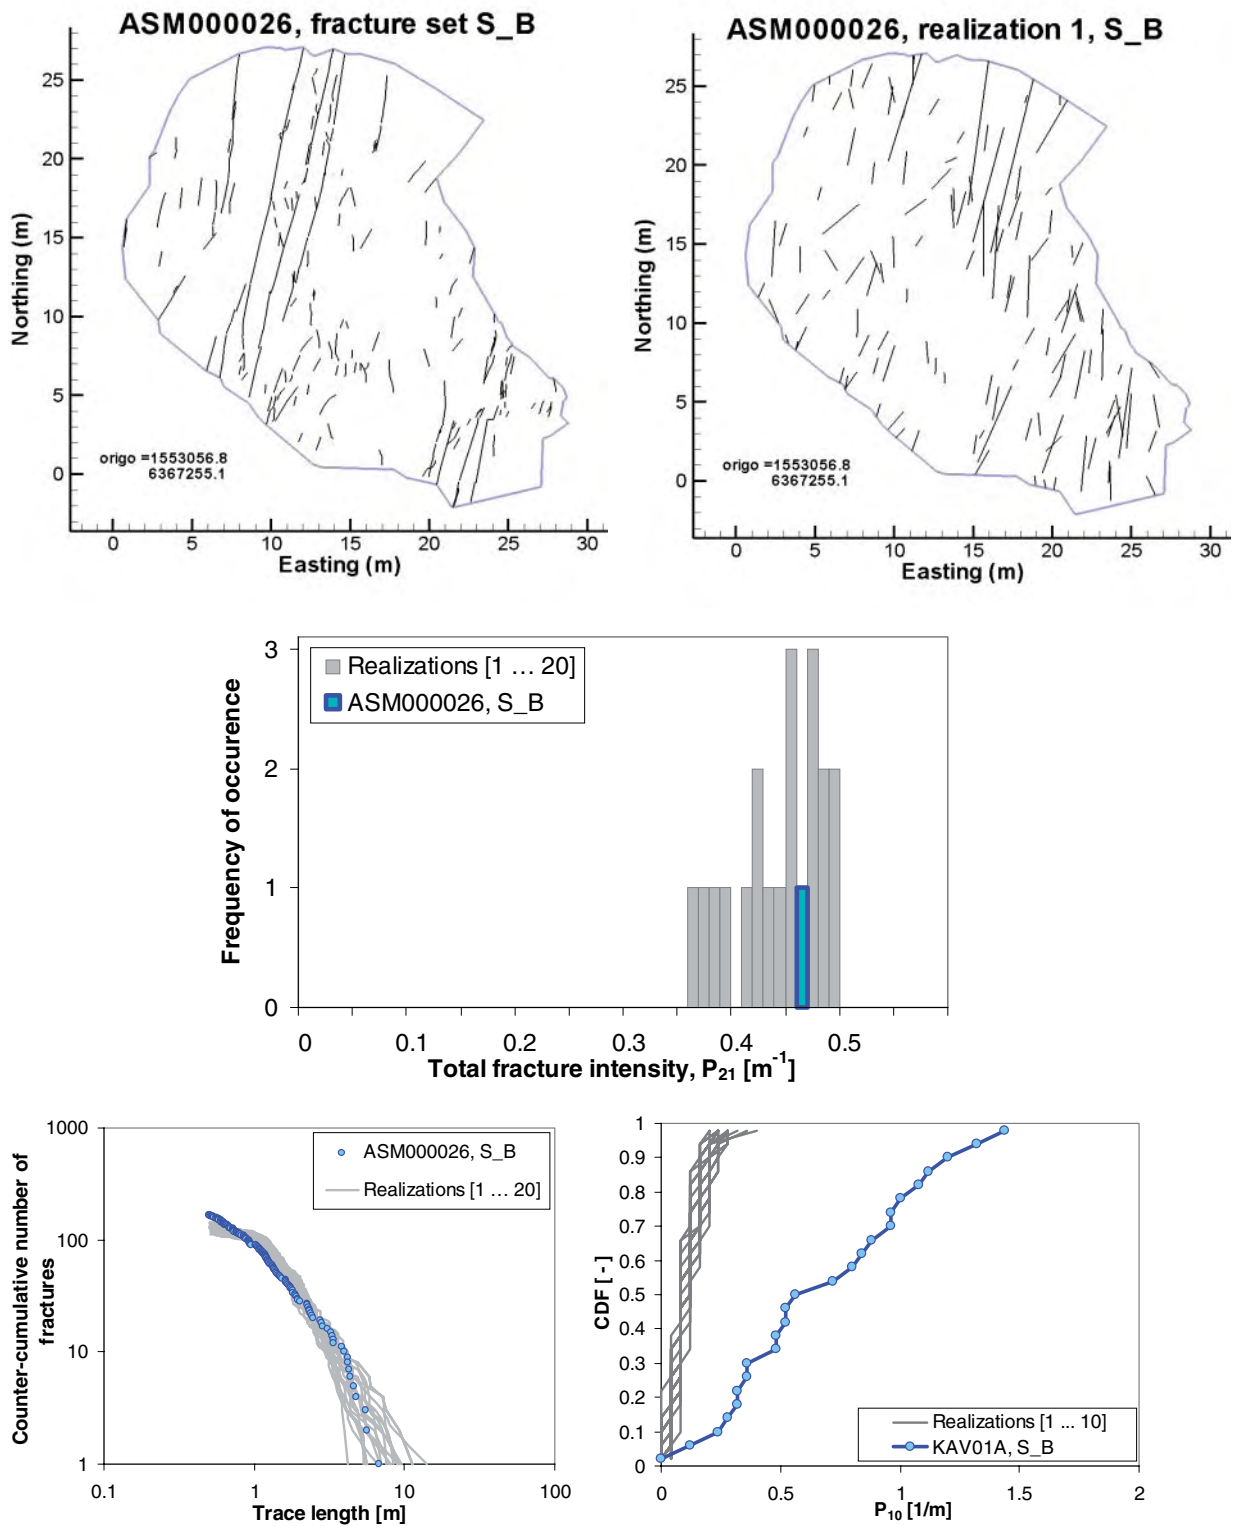 ASM000026, fracture set S_B
25
20
15
10
5
0
Northing (m)
origo =1553056.8
6367255.1
0 5 10 15 20 25 30
Easting (m)
ASM000026, realization 1, S_B
25
20
15
10
5
0
Northing (m)
origo =1553056.8
6367255.1
0 5 10 15 20 25 30
Easting (m)
3
2
1
0
Frequency of occurence
Realizations [1 ... 20]
ASM000026, S_B
0 0.1 0.2 0.3 0.4 0.5
Total fracture intensity, P21 [m-1]
1000
100
10
1
Counter-cumulative number of
fractures
ASM000026, S_B
Realizations [1 ... 20]
0.1 1 10 100
Trace length [m]
1
0.9
0.8
0.7
0.6
0.5
0.4
0.3
0.2
0.1
0
CDF [ - ]
Realizations [1 ... 10]
KAV01A, S_B
0 0.5 1 1.5 2
P10 [1/m]